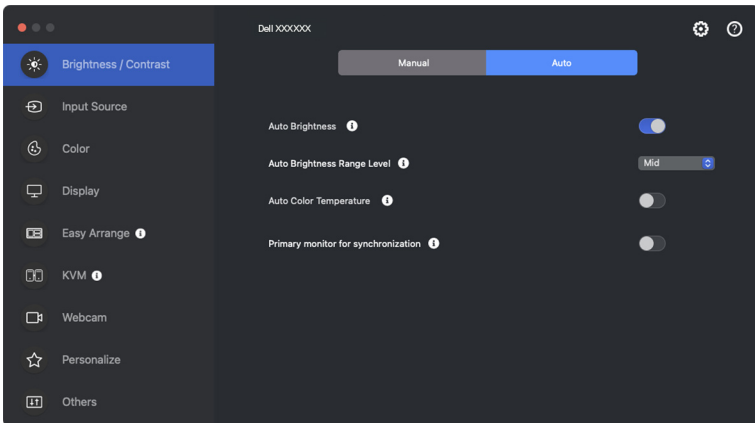 Dell XXXXXX
Brightness / Contrast
Input Source
Color
Display
Easy Arrange
KVM
Webcam
Personalize
Others
Manual
Auto
Auto Brightness
Auto Brightness Range Level
Mid
Auto Color Temperature
Primary monitor for synchronization